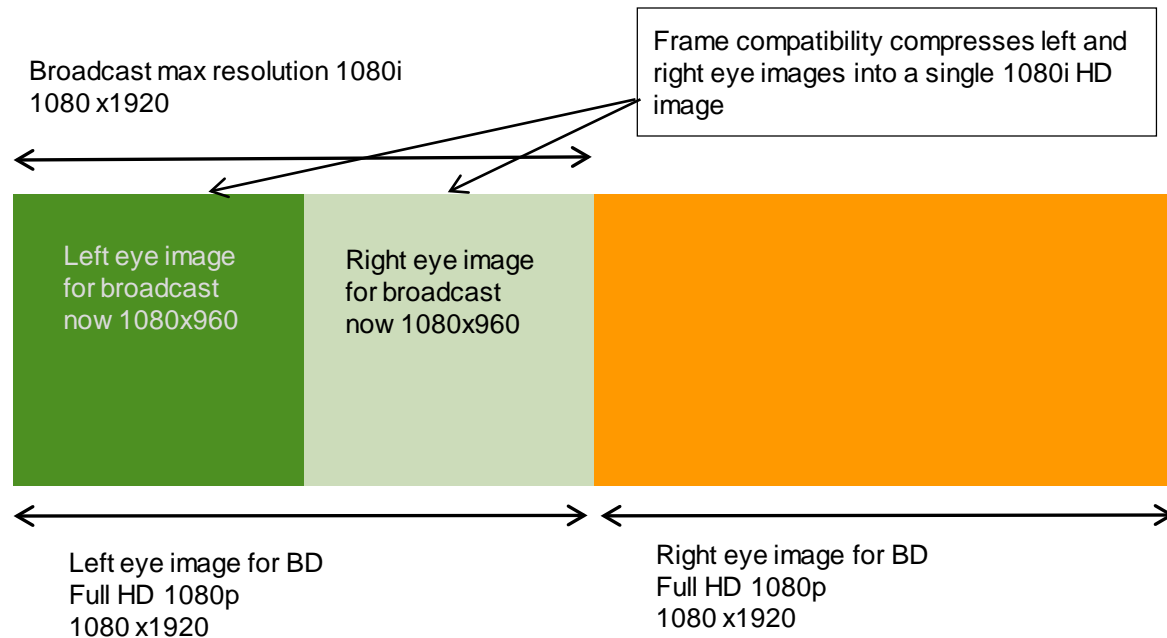 Broadcast max resolution 1080i
1080 x1920
Frame compatibility compresses left and
right eye images into a single 1080i HD
image
Left eye image
for broadcast
now 1080x960
Right eye image
for broadcast
now 1080x960
Left eye image for BD
Full HD 1080p
1080 x1920
Right eye image for BD
Full HD 1080p
1080 x1920